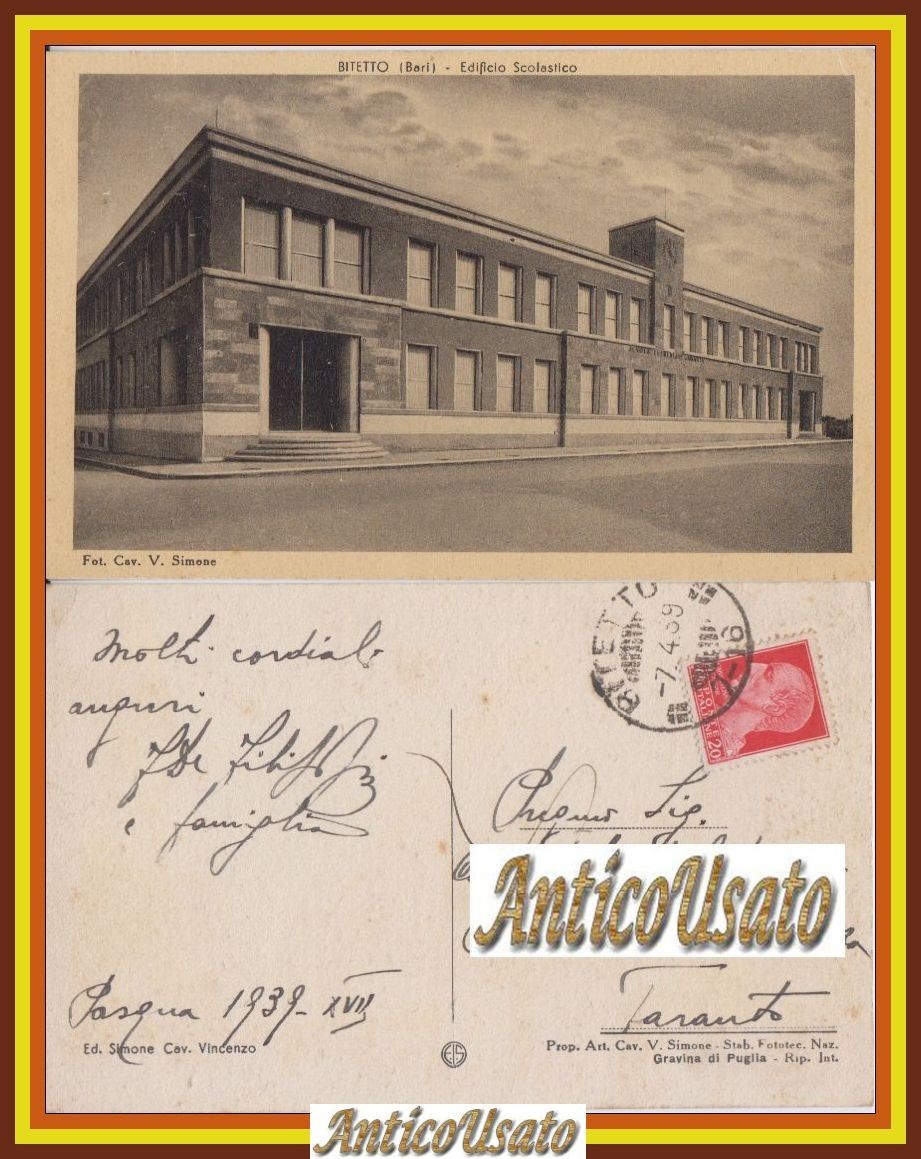 BITETTO (Bari) - Edificio Scolastico
Fot. Cav. V. Simone
BITETTO
-7.4.39
Molti cordiali
auguri
e famiglia
Pasqua 1939 - XVII
Ed. Simone Cav. Vincenzo
POSTE
ITALIANE 20
Sig.
AnticoUsato
Taranto
Prop. Art. Cav. V. Simone - Stab. Fototec. Naz.
Gravina di Puglia - Rip. Int.
AnticoUsato